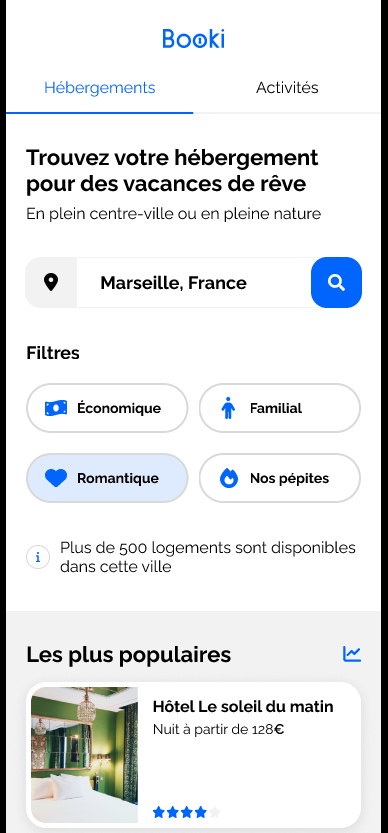 Booki
Hébergements
Activités
Trouvez votre hébergement
pour des vacances de rêve
En plein centre-ville ou en pleine nature
Marseille, France
Filtres
Économique
Familial
Romantique
Nos pépites
i
Plus de 500 logements sont disponibles
dans cette ville
Les plus populaires
Hôtel Le soleil du matin
Nuit à partir de 128€